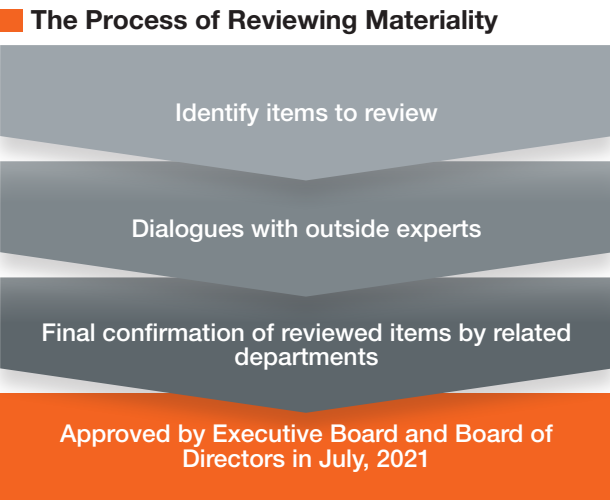 The Process of Reviewing Materiality
Identify items to review
Dialogues with outside experts
Final confirmation of reviewed items by related
departments
Approved by Executive Board and Board of
Directors in July, 2021